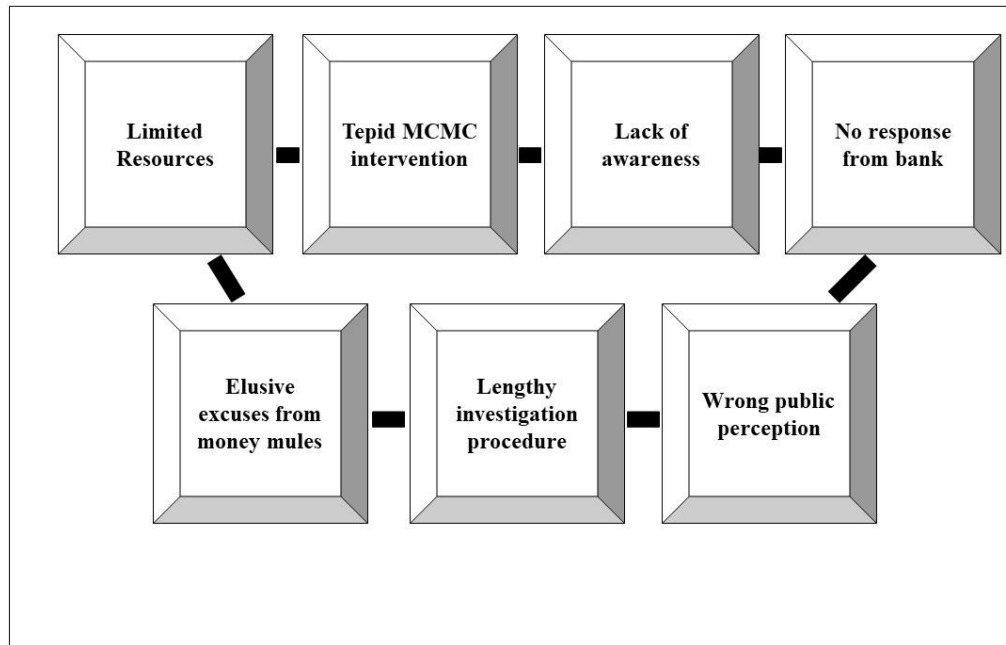 Limited
Resources
Tepid MCMC
intervention
Lack of
awareness
No response
from bank
Elusive
excuses from
money mules
Lengthy
investigation
procedure
Wrong public
perception